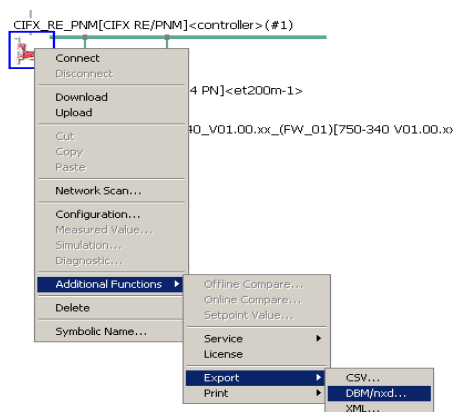 CIFX_RE_PNM[CIFX RE/PNM]<controller>(#1)
Connect
Disconnect
4 PN]<et200m-1>
Download
Upload
40_V01.00.xx_(FW_01)[750-340 V01.00.xx
Cut
Copy
Paste
Network Scan...
Configuration...
Measured Value...
Simulation...
Diagnostic...
Additional Functions
Offline Compare...
Online Compare...
Setpoint Value...
Delete
Symbolic Name...
Service
License
Export
Print
CSV...
DBM/nxd...
XML...